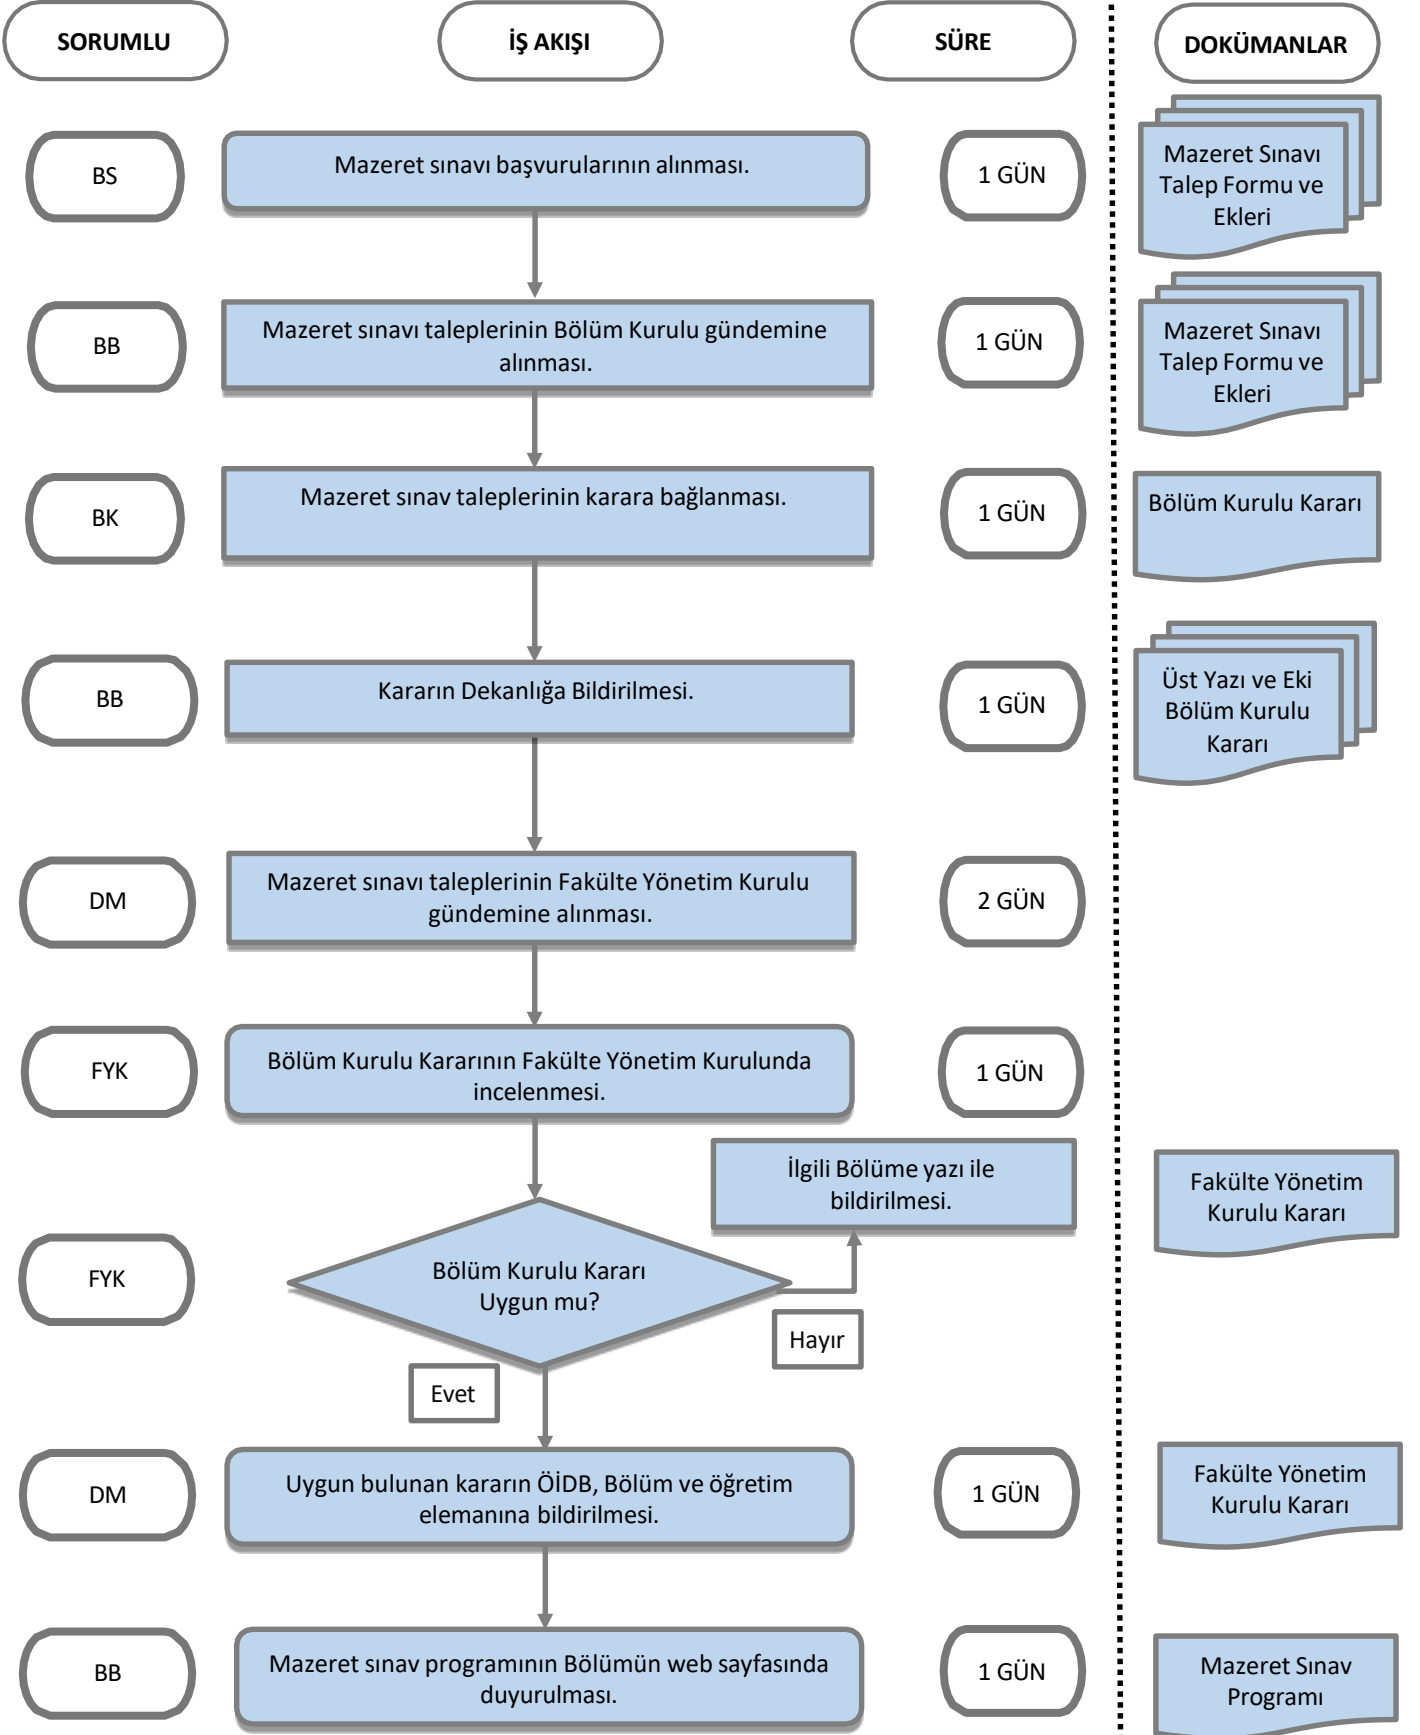 SORUMLU
İŞ AKIŞI
SÜRE
DOKÜMANLAR
BS
Mazeret sınavı başvurularının alınması.
1 GÜN
Mazeret Sınavı
Talep Formu ve
Ekleri
BB
Mazeret sınavı taleplerinin Bölüm Kurulu gündemine
alınması.
1 GÜN
Mazeret Sınavı
Talep Formu ve
Ekleri
BK
Mazeret sınav taleplerinin karara bağlanması.
1 GÜN
Bölüm Kurulu Kararı
BB
Kararın Dekanlığa Bildirilmesi.
1 GÜN
Üst Yazı ve Eki
Bölüm Kurulu
Kararı
DM
Mazeret sınavı taleplerinin Fakülte Yönetim Kurulu
gündemine alınması.
2 GÜN
FYK
Bölüm Kurulu Kararının Fakülte Yönetim Kurulunda
incelenmesi.
1 GÜN
İlgili Bölüme yazı ile
bildirilmesi.
Fakülte Yönetim
Kurulu Kararı
FYK
Bölüm Kurulu Kararı
Uygun mu?
Hayır
Evet
DM
Uygun bulunan kararın ÖİDB, Bölüm ve öğretim
elemanına bildirilmesi.
1 GÜN
Fakülte Yönetim
Kurulu Kararı
BB
Mazeret sınav programının Bölümün web sayfasında
duyurulması.
1 GÜN
Mazeret Sınav
Programı